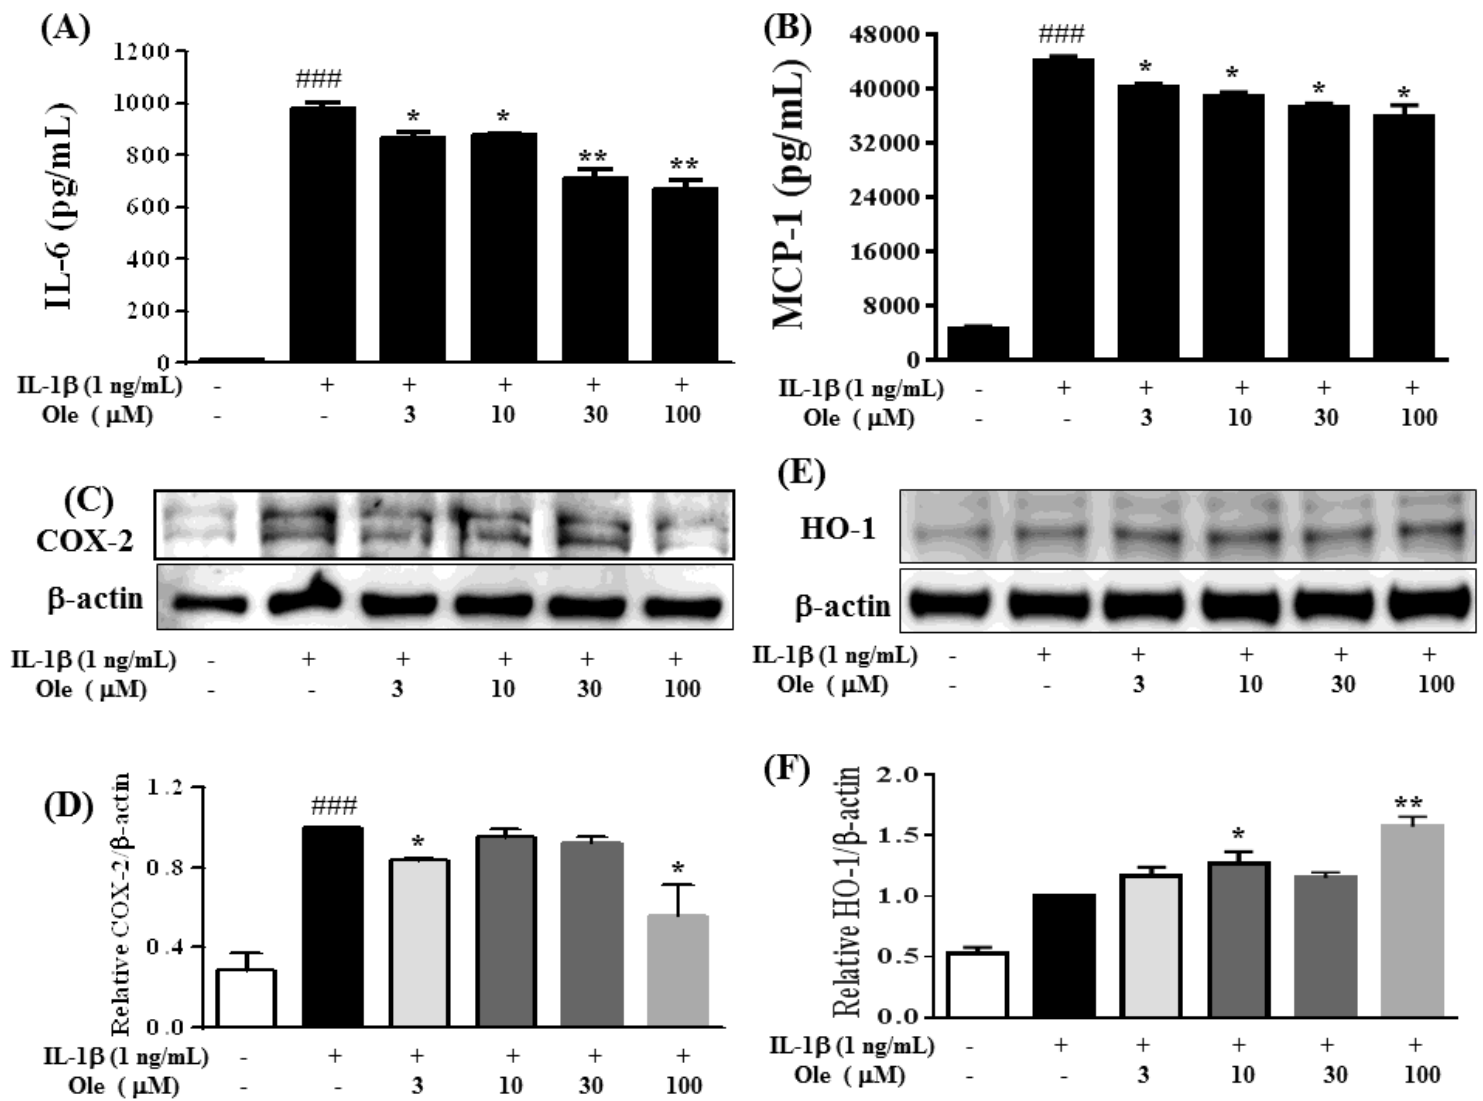 (A)
IL-6 (pg/mL)
1200
1000
800
600
400
200
0
###
*
*
**
**
IL-1β (1 ng/mL) - + + + + +
Ole ( μM) - - 3 10 30 100
(B)
MCP-1 (pg/mL)
48000
40000
32000
24000
16000
8000
0
###
*
*
*
*
IL-1β (1 ng/mL) - + + + + +
Ole ( μM) - - 3 10 30 100
(C)
COX-2
β-actin
IL-1β (1 ng/mL) - + + + + +
Ole ( μM) - - 3 10 30 100
(E)
HO-1
β-actin
IL-1β (1 ng/mL) - + + + + +
Ole ( μM) - - 3 10 30 100
(D)
Relative COX-2/β-actin
1.2
0.8
0.4
0.0
###
*
*
IL-1β (1 ng/mL) - + + + + +
Ole ( μM) - - 3 10 30 100
(F)
Relative HO-1/β-actin
2.0
1.5
1.0
0.5
0.0
*
**
IL-1β (1 ng/mL) - + + + + +
Ole ( μM) - - 3 10 30 100